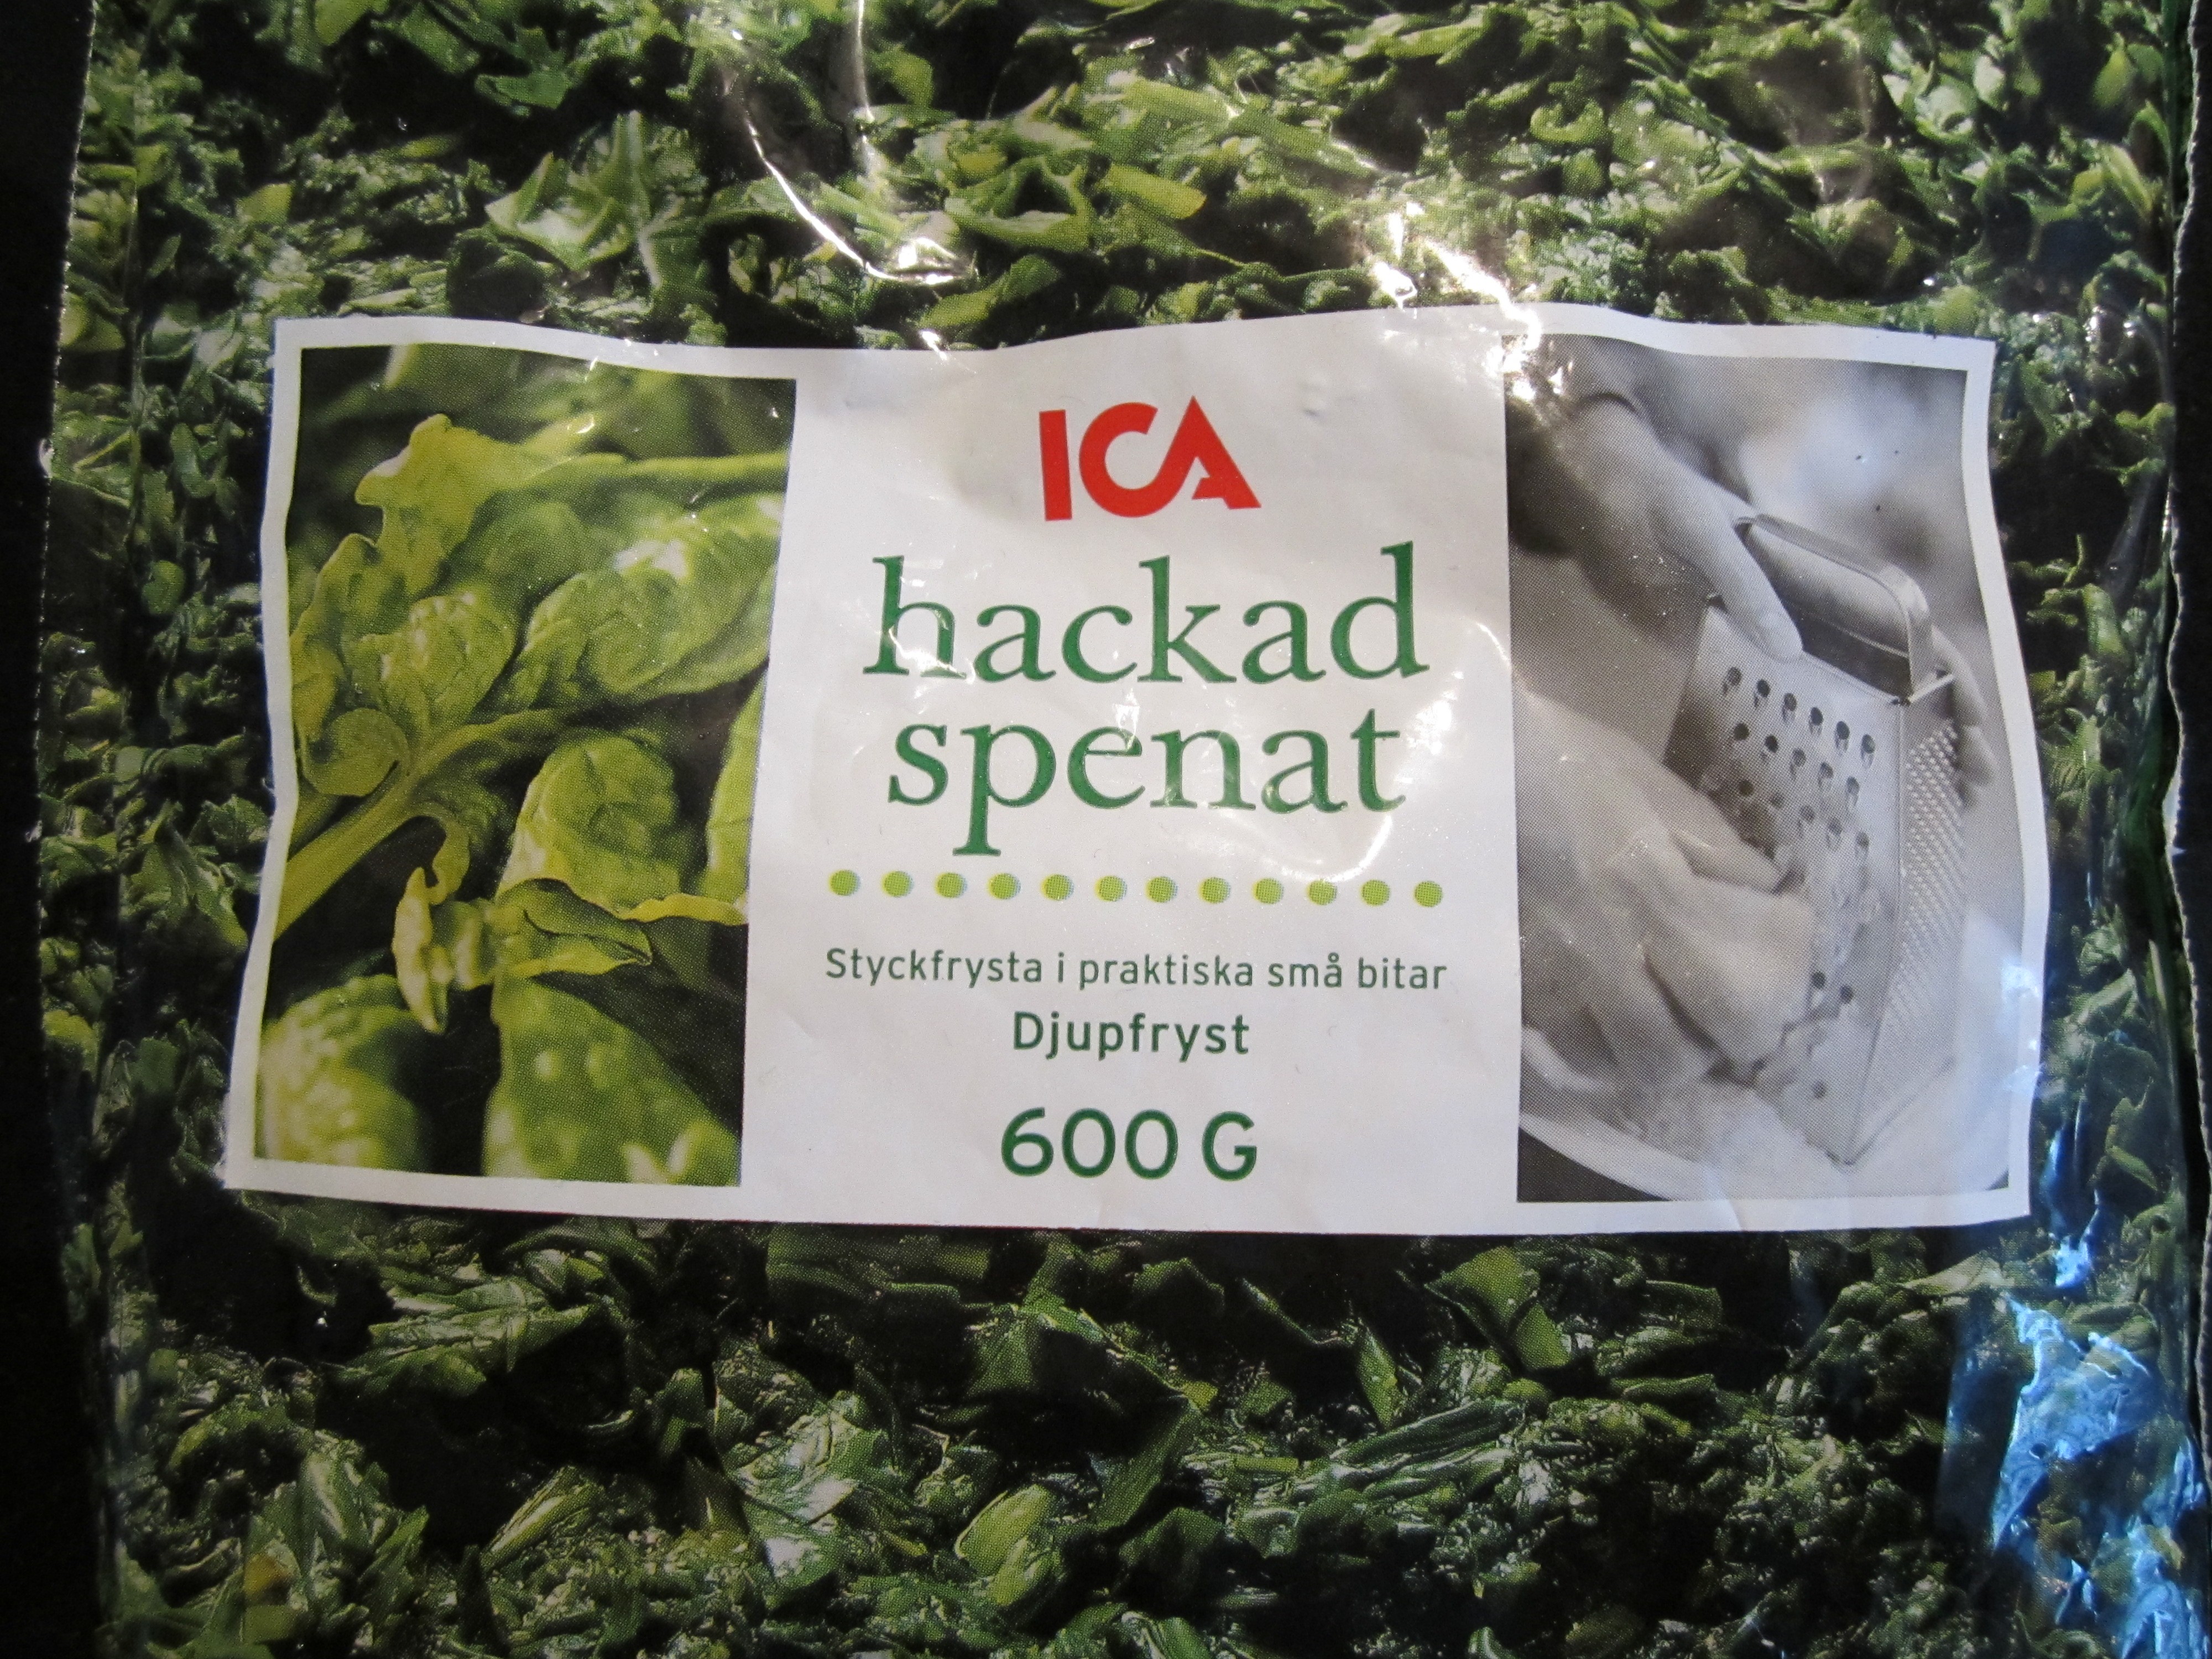 ICA
hackad
spenat
Styckfrysta i praktiska små bitar
Djupfryst
600 G